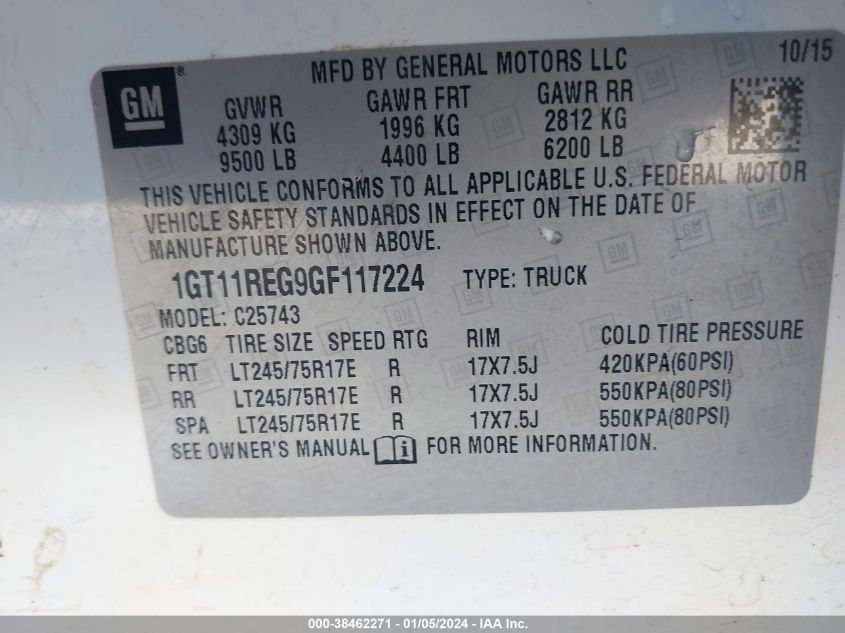 GM ®
MFD BY GENERAL MOTORS LLC 10/15
GVWR GAWR FRT GAWR RR
4309 KG 1996 KG 2812 KG
9500 LB 4400 LB 6200 LB
THIS VEHICLE CONFORMS TO ALL APPLICABLE U.S. FEDERAL MOTOR
VEHICLE SAFETY STANDARDS IN EFFECT ON THE DATE OF
MANUFACTURE SHOWN ABOVE.
1GT11REG9GF117224 TYPE: TRUCK
MODEL: C25743
CBG6 TIRE SIZE SPEED RTG RIM COLD TIRE PRESSURE
FRT LT245/75R17E R 17X7.5J 420KPA(60PSI)
RR LT245/75R17E R 17X7.5J 550KPA(80PSI)
SPA LT245/75R17E R 17X7.5J 550KPA(80PSI)
SEE OWNER'S MANUAL i FOR MORE INFORMATION.
000-38462271 - 01/05/2024 - IAA Inc.